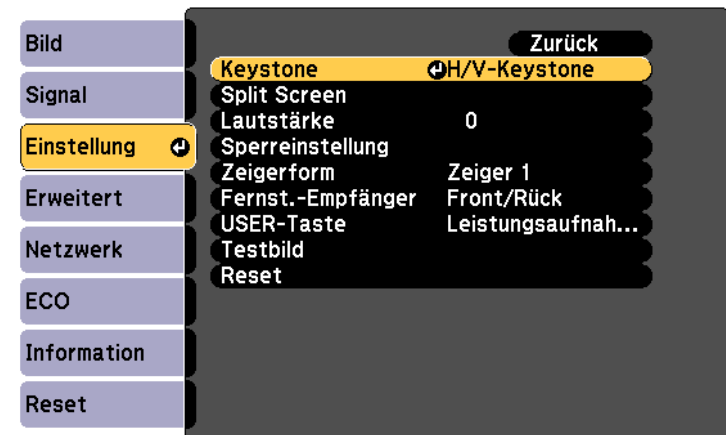 Bild
Signal
Einstellung
Erweitert
Netzwerk
ECO
Information
Reset
Zurück
Keystone H/V-Keystone
Split Screen
Lautstärke 0
Sperreinstellung
Zeigerform Zeiger 1
Fernst.-Empfänger Front/Rück
USER-Taste Leistungsaufnah...
Testbild
Reset